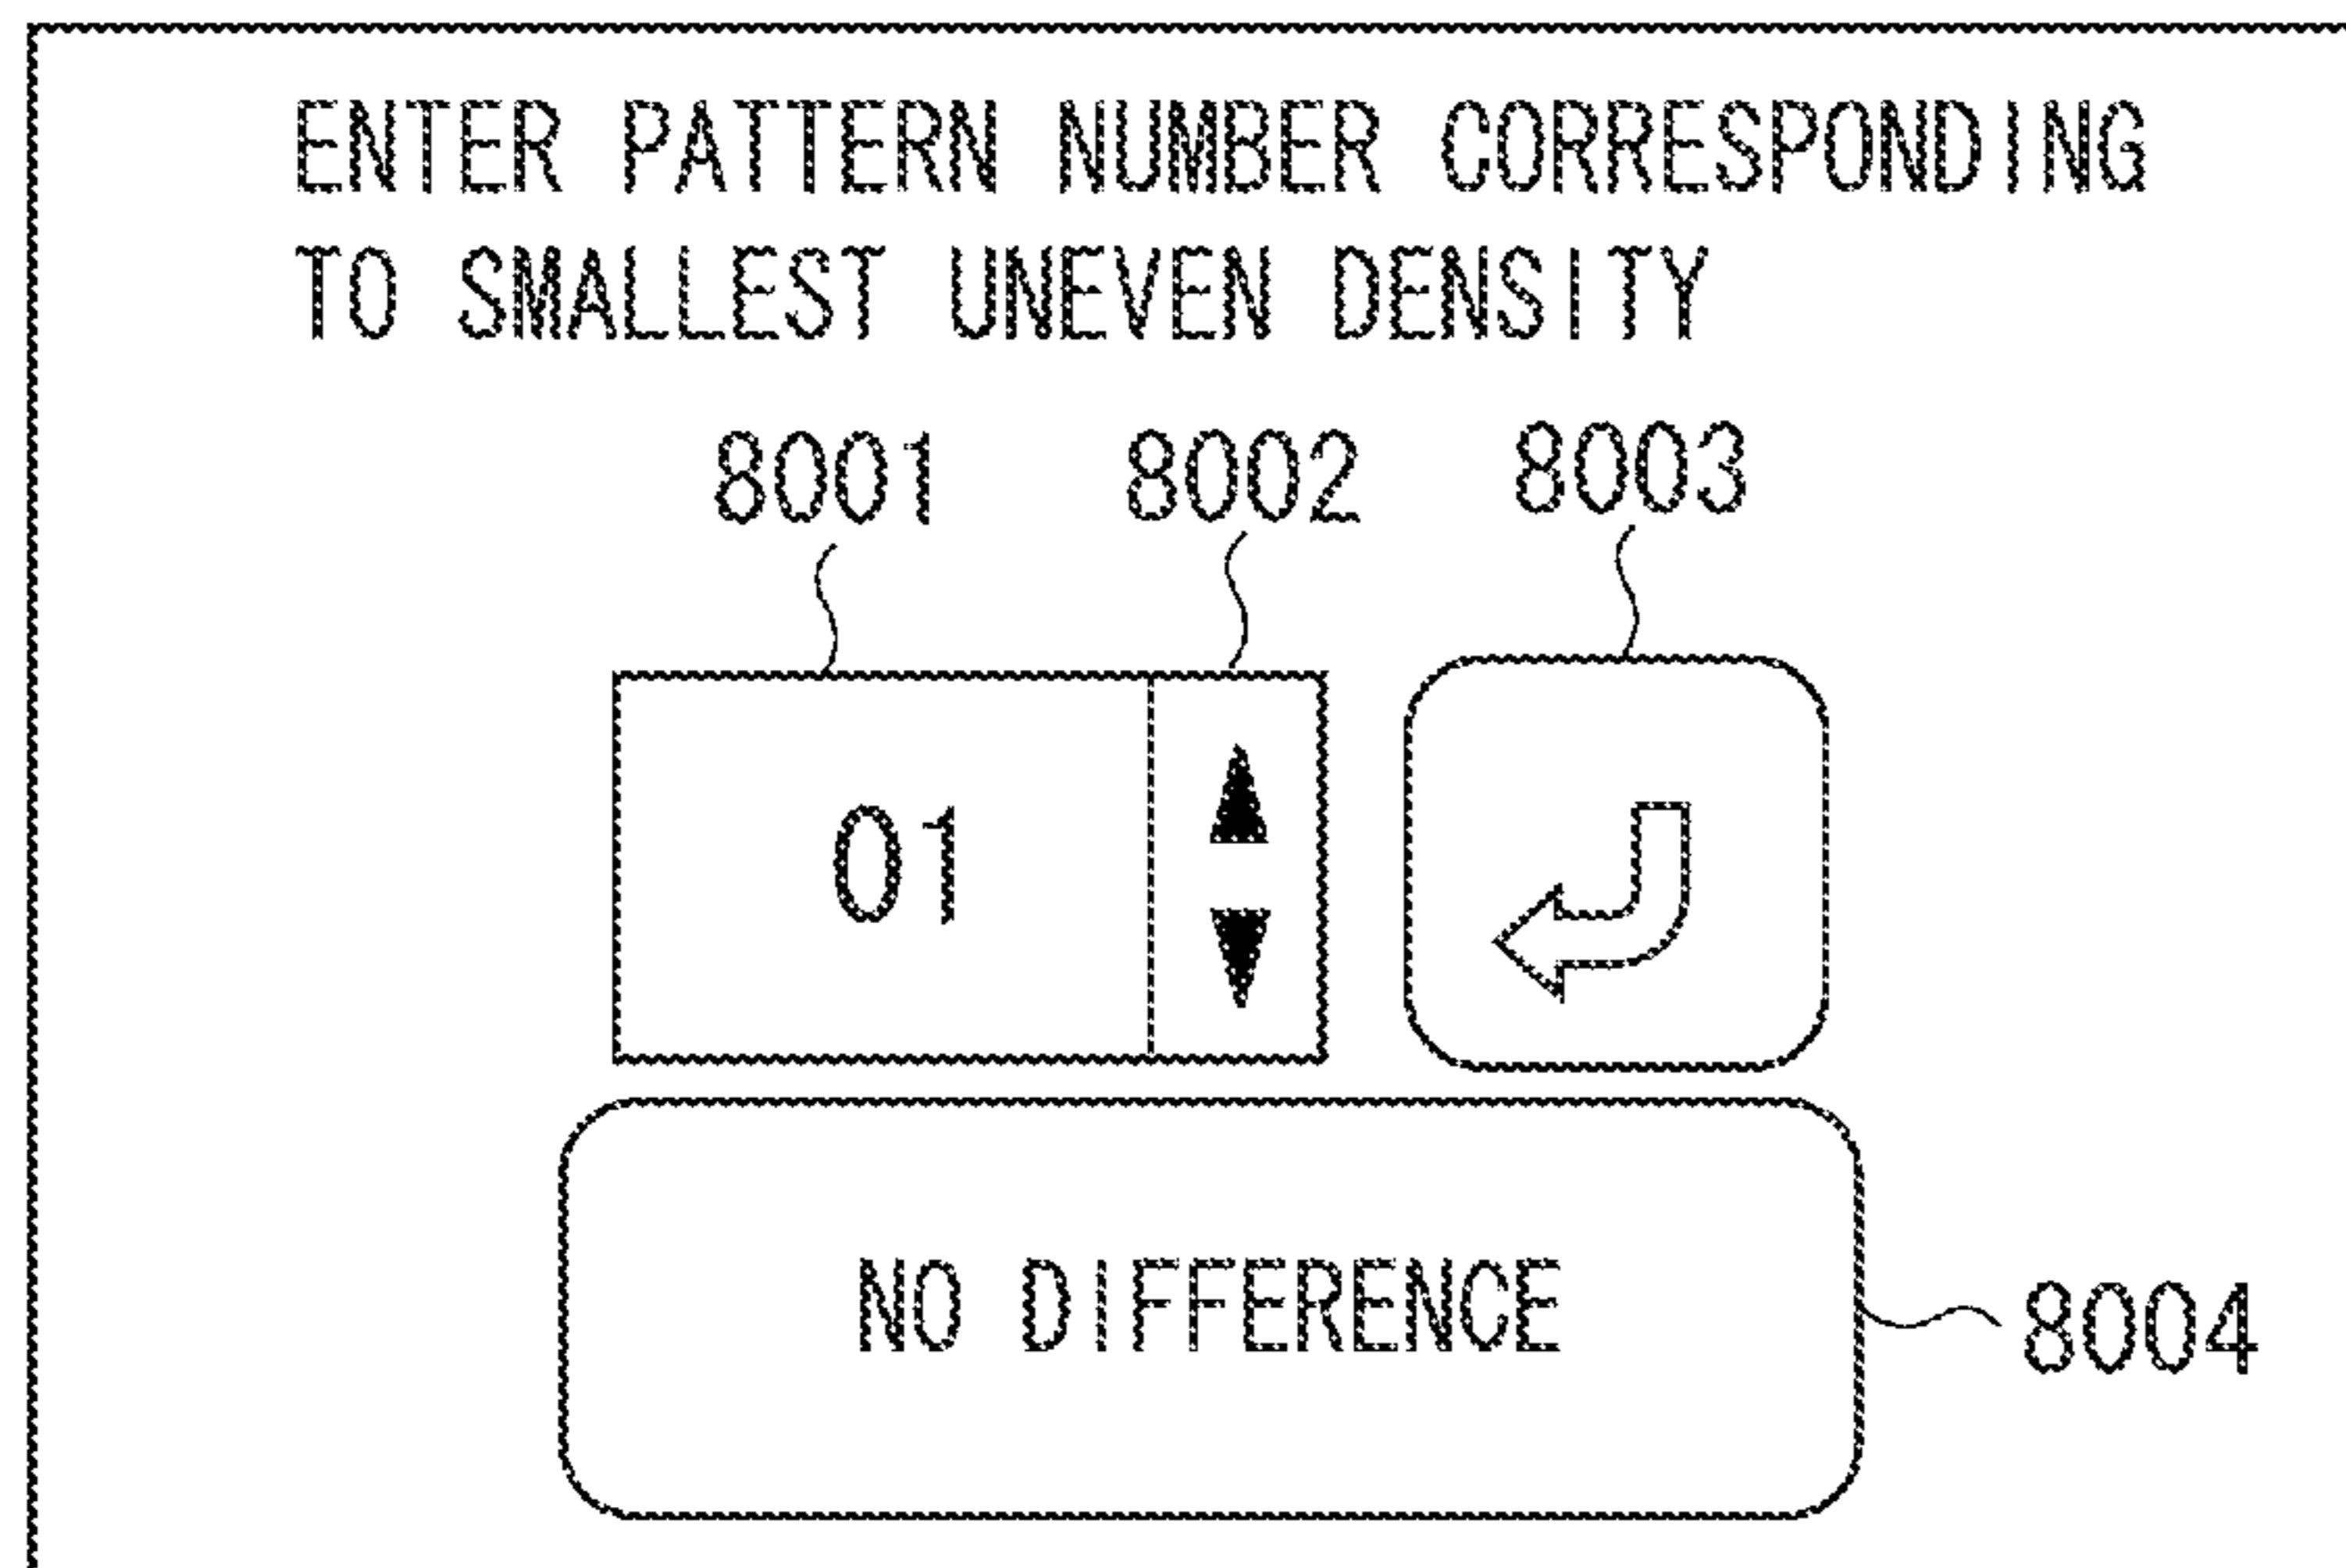 ENTER PATTERN NUMBER CORRESPONDING
TO SMALLEST UNEVEN DENSITY
8001 8002 8003
01
NO DIFFERENCE
8004